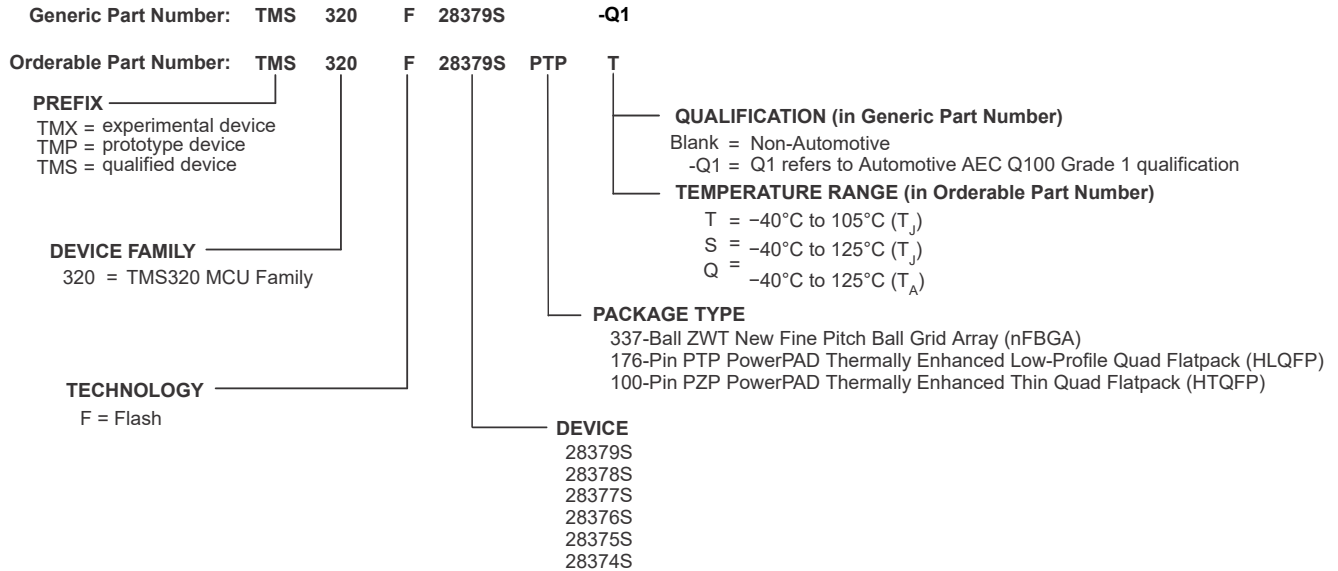 Generic Part Number: TMS 320 F 28379S -Q1
Orderable Part Number: TMS 320 F 28379S PTP T
PREFIX
TMX = experimental device
TMP = prototype device
TMS = qualified device
QUALIFICATION (in Generic Part Number)
Blank = Non-Automotive
-Q1 = Q1 refers to Automotive AEC Q100 Grade 1 qualification
TEMPERATURE RANGE (in Orderable Part Number)
T = −40°C to 105°C (TJ)
S = −40°C to 125°C (TJ)
Q = −40°C to 125°C (TA)
DEVICE FAMILY
320 = TMS320 MCU Family
PACKAGE TYPE
337-Ball ZWT New Fine Pitch Ball Grid Array (nFBGA)
176-Pin PTP PowerPAD Thermally Enhanced Low-Profile Quad Flatpack (HLQFP)
100-Pin PZP PowerPAD Thermally Enhanced Thin Quad Flatpack (HTQFP)
TECHNOLOGY
F = Flash
DEVICE
28379S
28378S
28377S
28376S
28375S
28374S